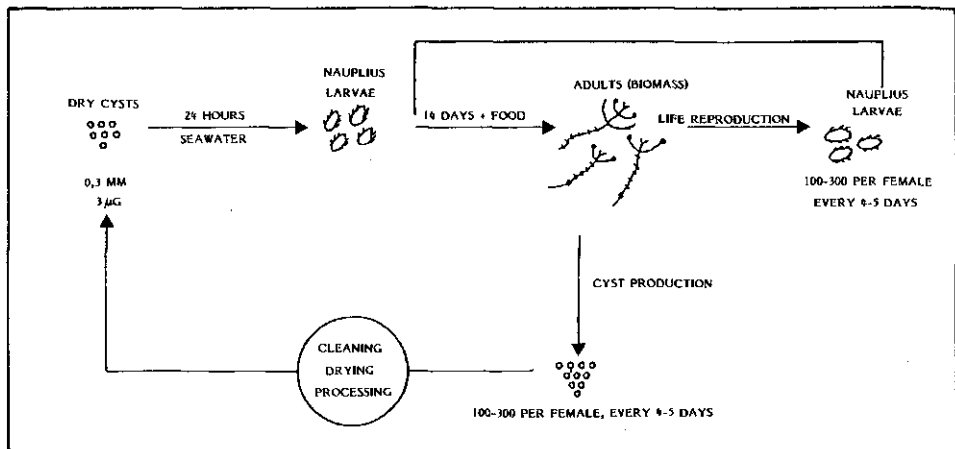 DRY CYSTS
0,3 MM
3 µG
24 HOURS
SEAWATER
NAUPLIUS
LARVAE
14 DAYS + FOOD
ADULTS (BIOMASS)
LIFE REPRODUCTION
NAUPLIUS
LARVAE
100-300 PER FEMALE
EVERY 4-5 DAYS
CYST PRODUCTION
100-300 PER FEMALE, EVERY 4-5 DAYS
CLEANING
DRYING
PROCESSING